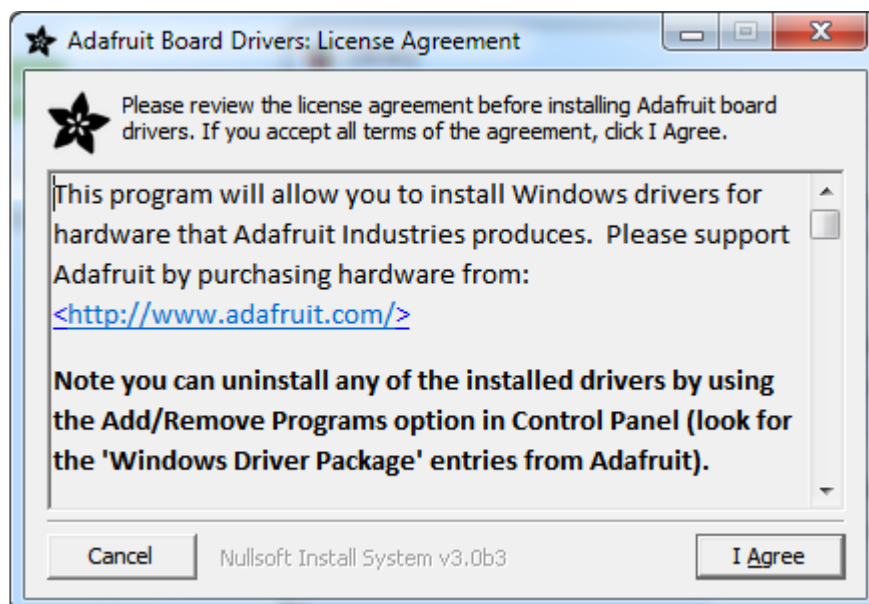 Adafruit Board Drivers: License Agreement
Please review the license agreement before installing Adafruit board
drivers. If you accept all terms of the agreement, click I Agree.
This program will allow you to install Windows drivers for
hardware that Adafruit Industries produces.  Please support
Adafruit by purchasing hardware from:
<http://www.adafruit.com/>
Note you can uninstall any of the installed drivers by using
the Add/Remove Programs option in Control Panel (look for
the 'Windows Driver Package' entries from Adafruit).
Cancel Nullsoft Install System v3.0b3 I Agree